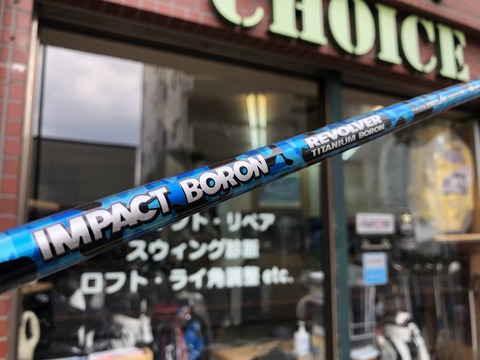 CHOICE
REVOLVER
TITANIUM BORON
IMPACT BORON
フト・リペア
スウィング診断
ロフト・ライ角調整 etc.